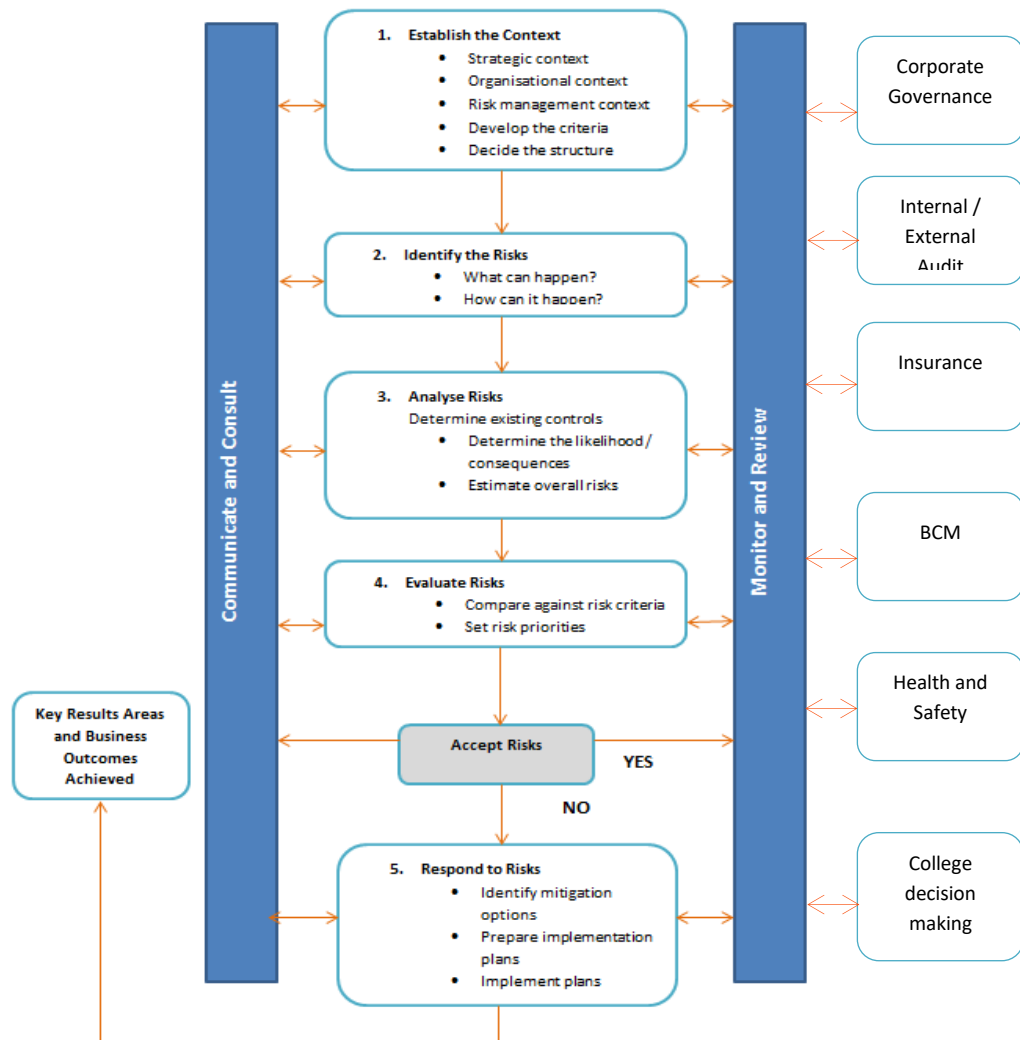 1. Establish the Context
• Strategic context
• Organisational context
• Risk management context
• Develop the criteria
• Decide the structure
2. Identify the Risks
• What can happen?
• How can it happen?
3. Analyse Risks
Determine existing controls
• Determine the likelihood /
consequences
• Estimate overall risks
4. Evaluate Risks
• Compare against risk criteria
• Set risk priorities
Accept Risks
YES
NO
5. Respond to Risks
• Identify mitigation
options
• Prepare implementation
plans
• Implement plans
Communicate and Consult
Monitor and Review
Key Results Areas
and Business
Outcomes
Achieved
Corporate
Governance
Internal /
External
Audit
Insurance
BCM
Health and
Safety
College
decision
making